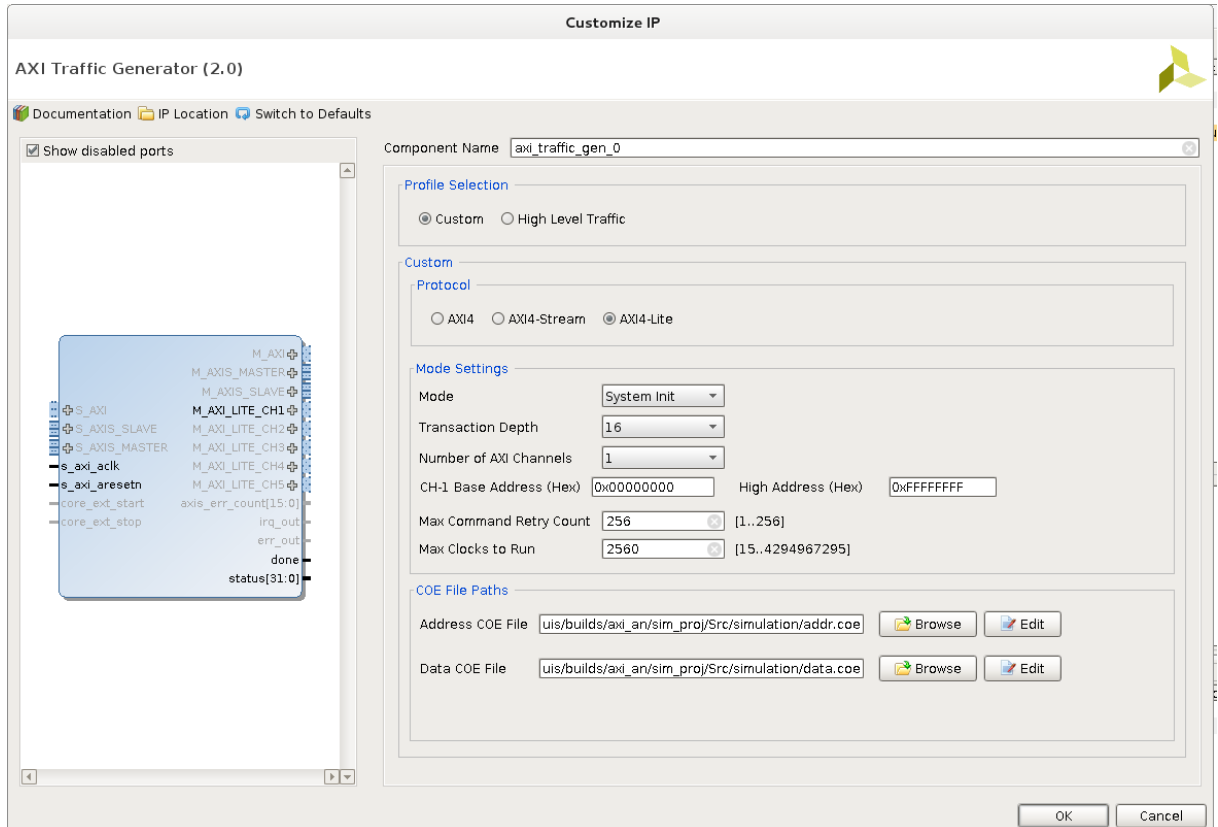 Customize IP
AXI Traffic Generator (2.0)
Documentation IP Location Switch to Defaults
Show disabled ports
M_AXI
M_AXIS_MASTER
M_AXIS_SLAVE
S_AXI M_AXI_LITE_CH1
S_AXIS_SLAVE M_AXI_LITE_CH2
S_AXIS_MASTER M_AXI_LITE_CH3
s_axi_aclk M_AXI_LITE_CH4
s_axi_aresetn M_AXI_LITE_CH5
core_ext_start axis_err_count[15:0]
core_ext_stop irq_out
err_out
done
status[31:0]
Component Name axi_traffic_gen_0
Profile Selection
Custom High Level Traffic
Custom
Protocol
AXI4 AXI4-Stream AXI4-Lite
Mode Settings
Mode System Init
Transaction Depth 16
Number of AXI Channels 1
CH-1 Base Address (Hex) 0x00000000 High Address (Hex) 0xFFFFFFFF
Max Command Retry Count 256 [1..256]
Max Clocks to Run 2560 [15..4294967295]
COE File Paths
Address COE File uis/builds/axi_an/sim_proj/Src/simulation/addr.coe Browse Edit
Data COE File uis/builds/axi_an/sim_proj/Src/simulation/data.coe Browse Edit
OK Cancel